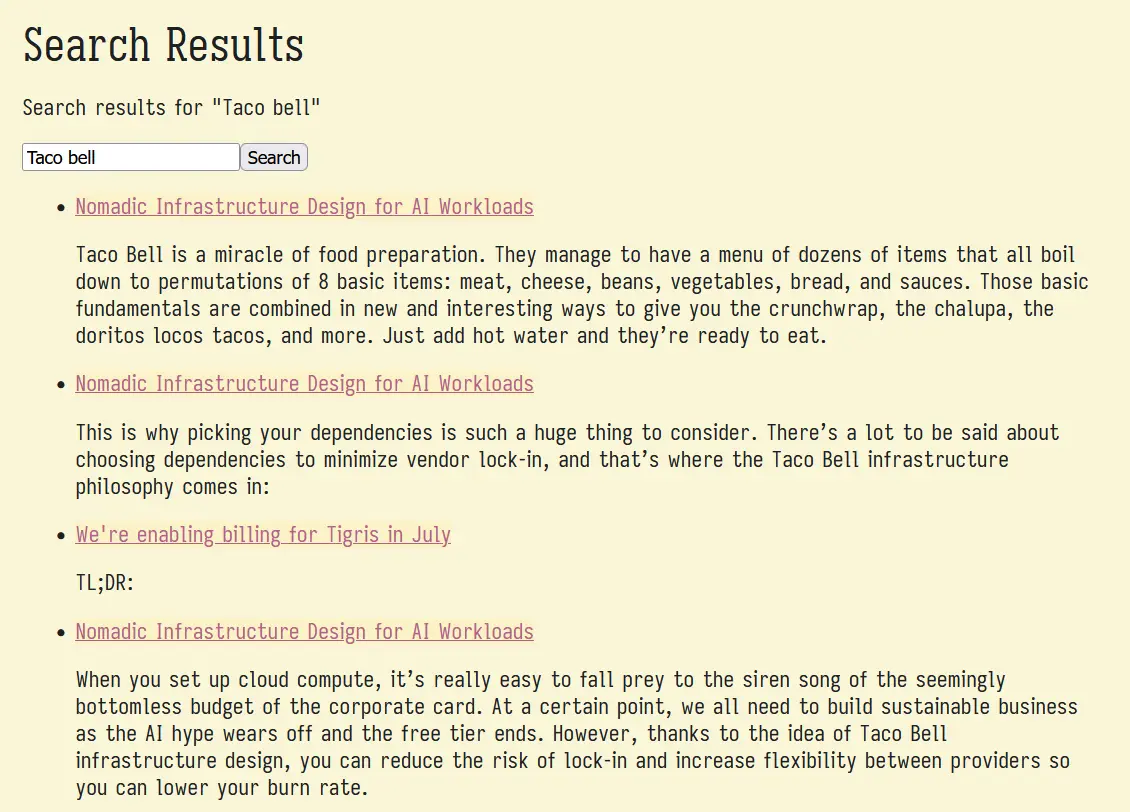 Search Results
Search results for "Taco bell"
Taco bell Search
• Nomadic Infrastructure Design for AI Workloads
Taco Bell is a miracle of food preparation. They manage to have a menu of dozens of items that all boil
down to permutations of 8 basic items: meat, cheese, beans, vegetables, bread, and sauces. Those basic
fundamentals are combined in new and interesting ways to give you the crunchwrap, the chalupa, the
doritos locos tacos, and more. Just add hot water and they’re ready to eat.
• Nomadic Infrastructure Design for AI Workloads
This is why picking your dependencies is such a huge thing to consider. There’s a lot to be said about
choosing dependencies to minimize vendor lock-in, and that’s where the Taco Bell infrastructure
philosophy comes in:
• We're enabling billing for Tigris in July
TL;DR:
• Nomadic Infrastructure Design for AI Workloads
When you set up cloud compute, it’s really easy to fall prey to the siren song of the seemingly
bottomless budget of the corporate card. At a certain point, we all need to build sustainable business
as the AI hype wears off and the free tier ends. However, thanks to the idea of Taco Bell
infrastructure design, you can reduce the risk of lock-in and increase flexibility between providers so
you can lower your burn rate.